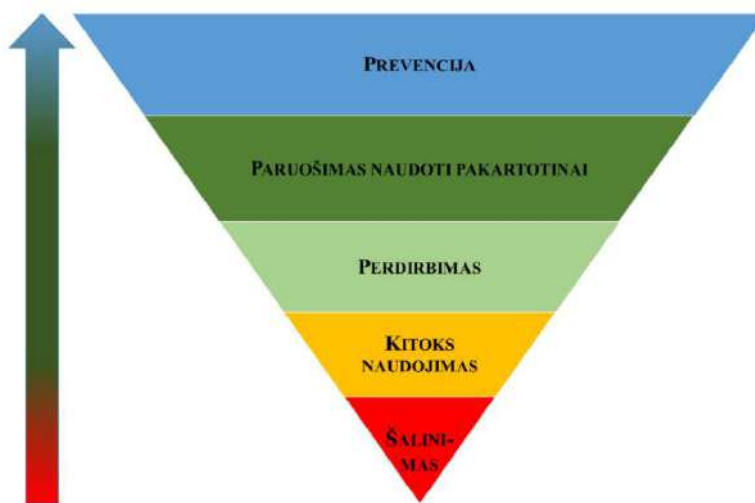 PREVENCIJA
PARUOŠIMAS NAUDOTI PAKARTOTINAI
PERDIRBIMAS
KITOKS
NAUDOJIMAS
ŠALINI-
MAS